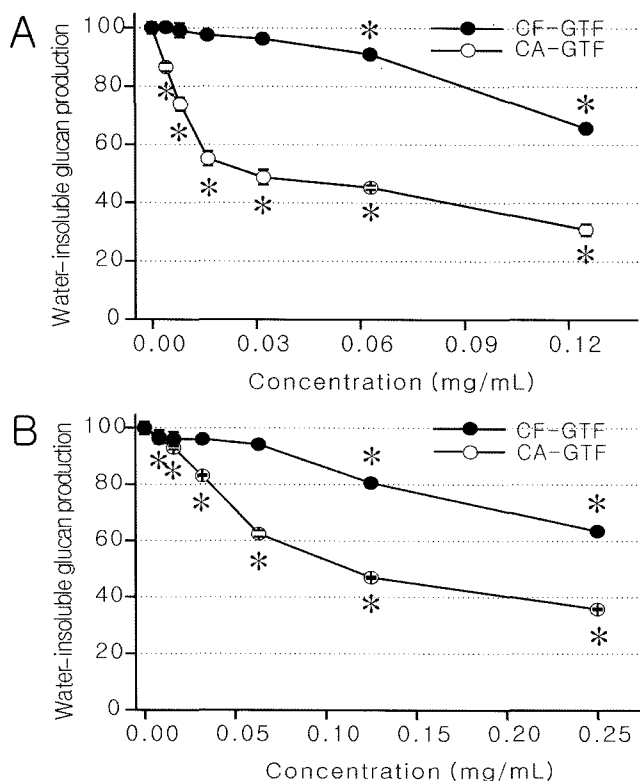 A
Water-insoluble glucan production
100
80
60
40
20
0
* CF-GTF
CA-GTF
*
*
*
*
*
*
*
0.00 0.03 0.06 0.09 0.12
Concentration (mg/mL)
B
Water-insoluble glucan production
100
80
60
40
20
0
CF-GTF
CA-GTF
*
*
*
*
*
*
*
*
0.00 0.05 0.10 0.15 0.20 0.25
Concentration (mg/mL)